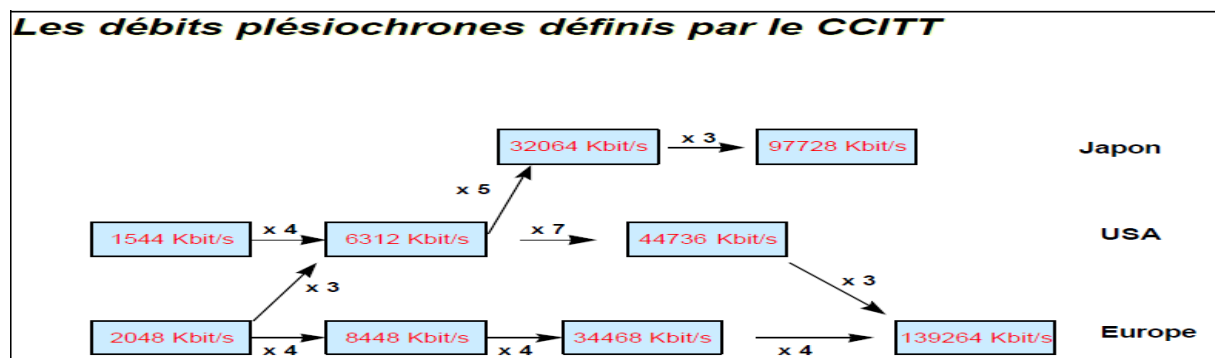 Les débits plésiochrones définis par le CCITT
32064 Kbit/s
x 3
97728 Kbit/s
Japon
x 5
1544 Kbit/s
x 4
6312 Kbit/s
x 7
44736 Kbit/s
USA
x 3
x 3
2048 Kbit/s
x 4
8448 Kbit/s
x 4
34468 Kbit/s
x 4
139264 Kbit/s
Europe